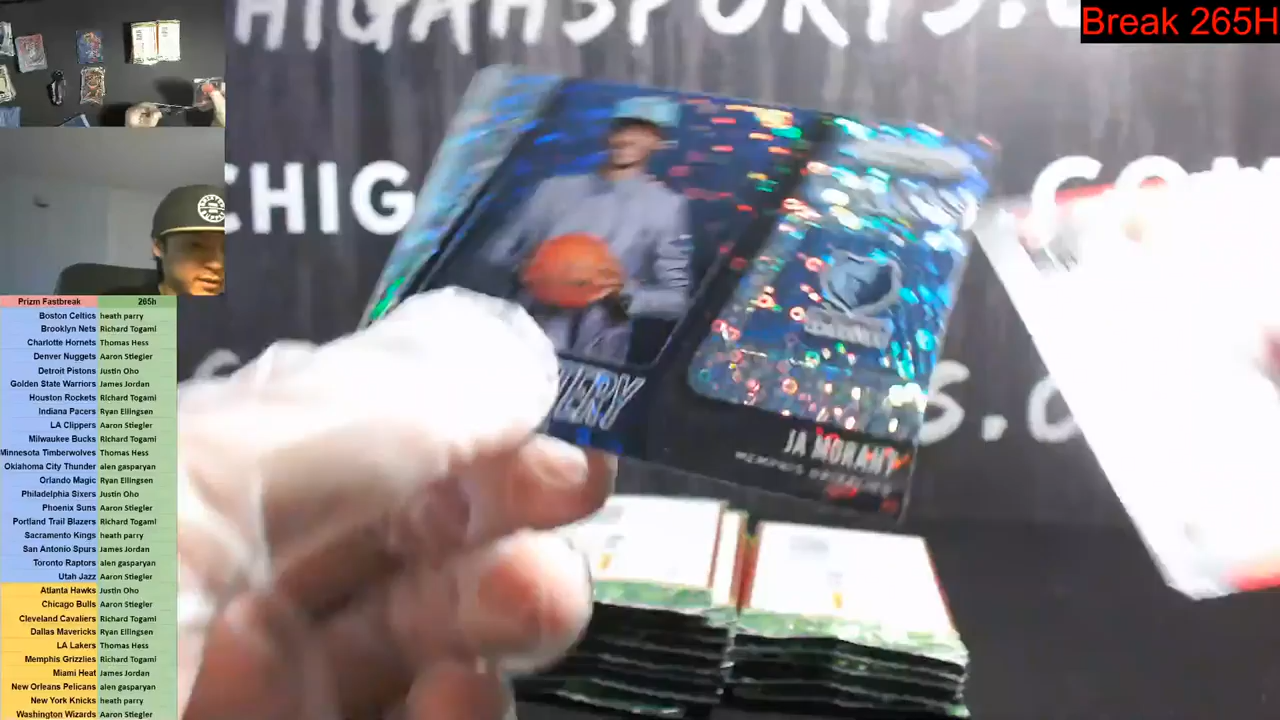 HIGAHSPORTS.COM
Break 265H
CHIG
S.COM
S.CO
JA MORANT
MEMPHIS GRIZZLIES
Prizm Fastbreak 265h
Boston Celtics heath parry
Brooklyn Nets Richard Togami
Charlotte Hornets Thomas Hess
Denver Nuggets Aaron Stiegler
Detroit Pistons Justin Oho
Golden State Warriors James Jordan
Houston Rockets Richard Togami
Indiana Pacers Ryan Ellingsen
LA Clippers Aaron Stiegler
Milwaukee Bucks Richard Togami
Minnesota Timberwolves Thomas Hess
Oklahoma City Thunder alen gasparyan
Orlando Magic Ryan Ellingsen
Philadelphia Sixers Justin Oho
Phoenix Suns Aaron Stiegler
Portland Trail Blazers Richard Togami
Sacramento Kings heath parry
San Antonio Spurs James Jordan
Toronto Raptors alen gasparyan
Utah Jazz Aaron Stiegler
Atlanta Hawks Justin Oho
Chicago Bulls Aaron Stiegler
Cleveland Cavaliers Richard Togami
Dallas Mavericks Ryan Ellingsen
LA Lakers Thomas Hess
Memphis Grizzlies Richard Togami
Miami Heat James Jordan
New Orleans Pelicans alen gasparyan
New York Knicks heath parry
Washington Wizards Aaron Stiegler